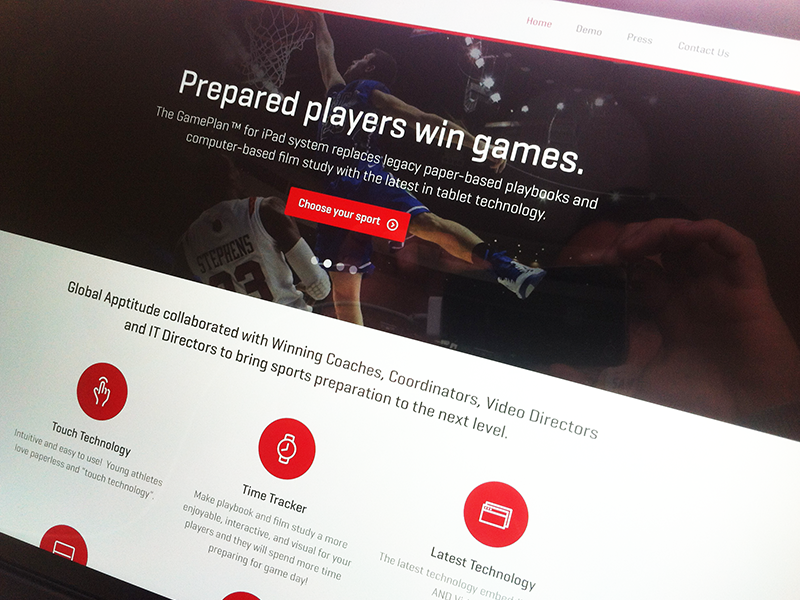 Home
Demo
Press
Contact Us
Prepared players win games.
The GamePlan™ for iPad system replaces legacy paper-based playbooks and
computer-based film study with the latest in tablet technology.
Choose your sport
STEPHENS
33
Global Apptitude collaborated with Winning Coaches, Coordinators, Video Directors
and IT Directors to bring sports preparation to the next level.
Touch Technology
Intuitive and easy to use! Young athletes
love paperless and "touch technology".
Time Tracker
Make playbook and film study a more
enjoyable, interactive, and visual for your
players and they will spend more time
preparing for game day!
Latest Technology
The latest technology embed
AND